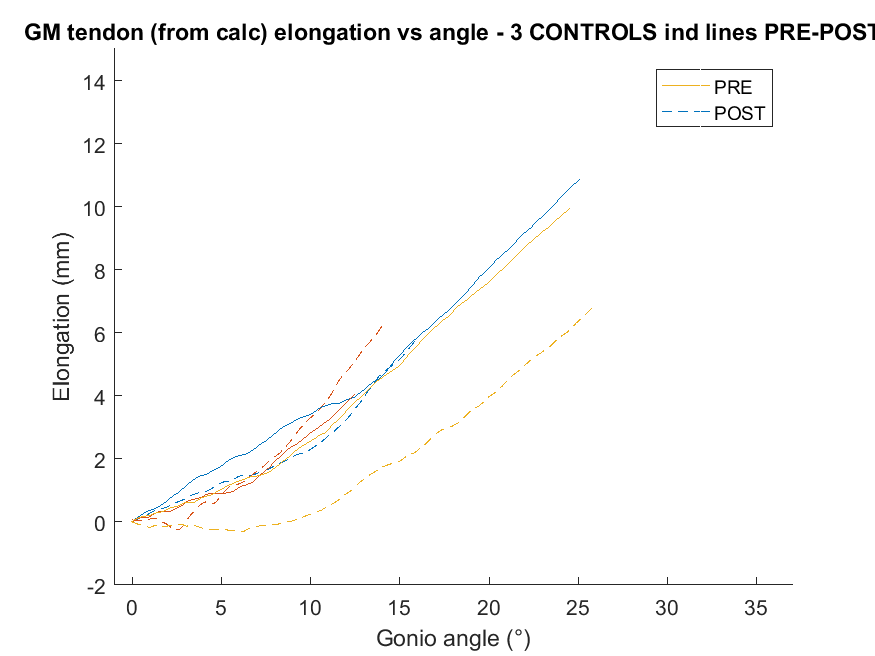 GM tendon (from calc) elongation vs angle - 3 CONTROLS ind lines PRE-POST
PRE
POST
14
12
10
8
6
4
2
0
-2
Elongation (mm)
0 5 10 15 20 25 30 35
Gonio angle (°)